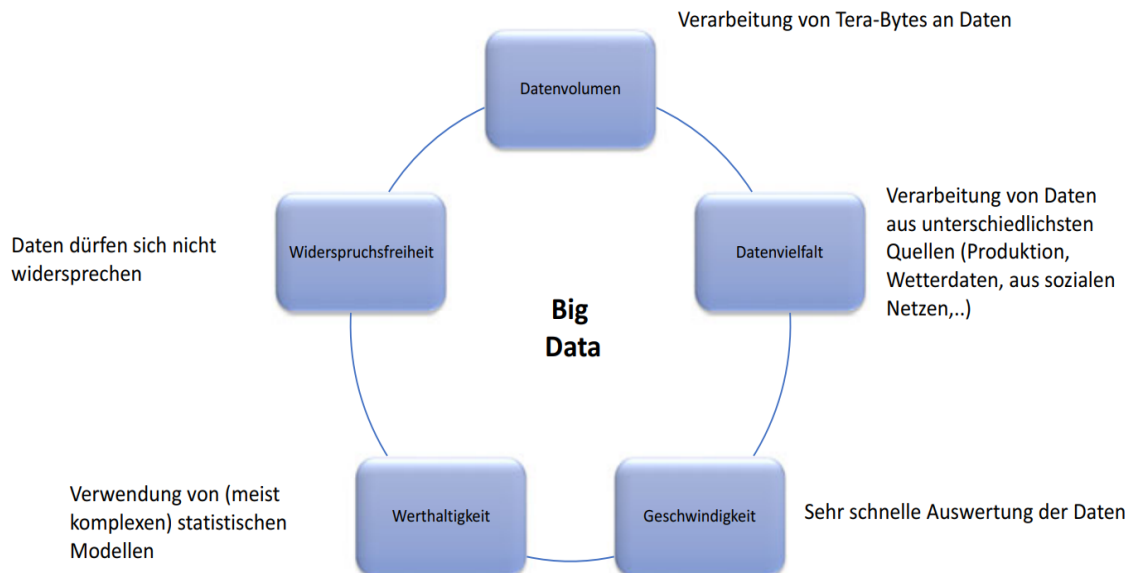 Verarbeitung von Tera-Bytes an Daten
Datenvolumen
Verarbeitung von Daten
aus unterschiedlichsten
Quellen (Produktion,
Wetterdaten, aus sozialen
Netzen,..)
Datenvielfalt
Widerspruchsfreiheit
Daten dürfen sich nicht
widersprechen
Big
Data
Verwendung von (meist
komplexen) statistischen
Modellen
Werthaltigkeit
Geschwindigkeit
Sehr schnelle Auswertung der Daten